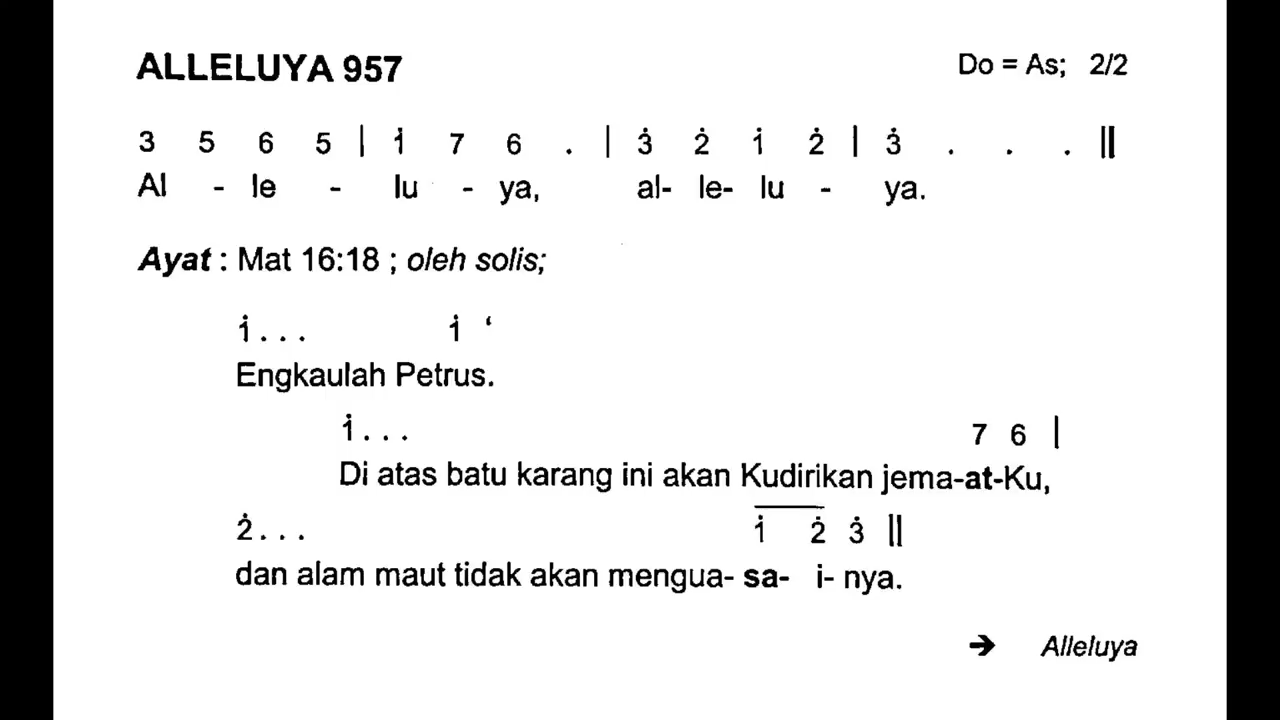 ALLELUYA 957 Do = As; 2/2
3 5 6 5 | 1̇ 7 6 . | 3̇ 2̇ 1̇ 2̇ | 3̇ . . . ||
Al - le - lu - ya, al- le- lu - ya.
Ayat : Mat 16:18 ; oleh solis;
1̇ . . . 1̇ ‘
Engkaulah Petrus.
1̇ . . . 7 6 |
Di atas batu karang ini akan Kudirikan jema-at-Ku,
2̇ . . . 1̇ 2̇ 3̇ ||
dan alam maut tidak akan mengua- sa- i- nya.
➔ Alleluya